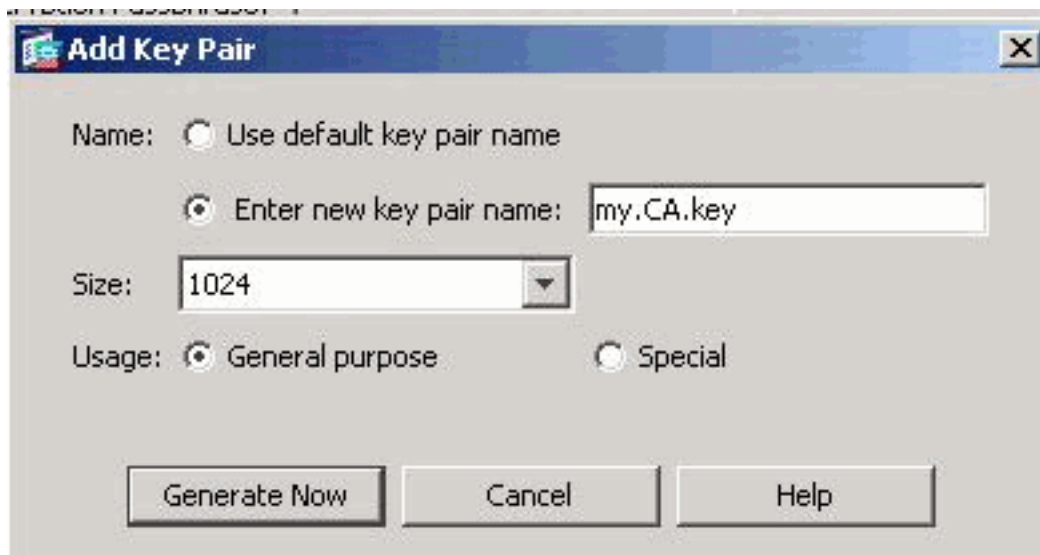 Add Key Pair
Name: Use default key pair name
Enter new key pair name: my.CA.key
Size: 1024
Usage: General purpose Special
Generate Now Cancel Help